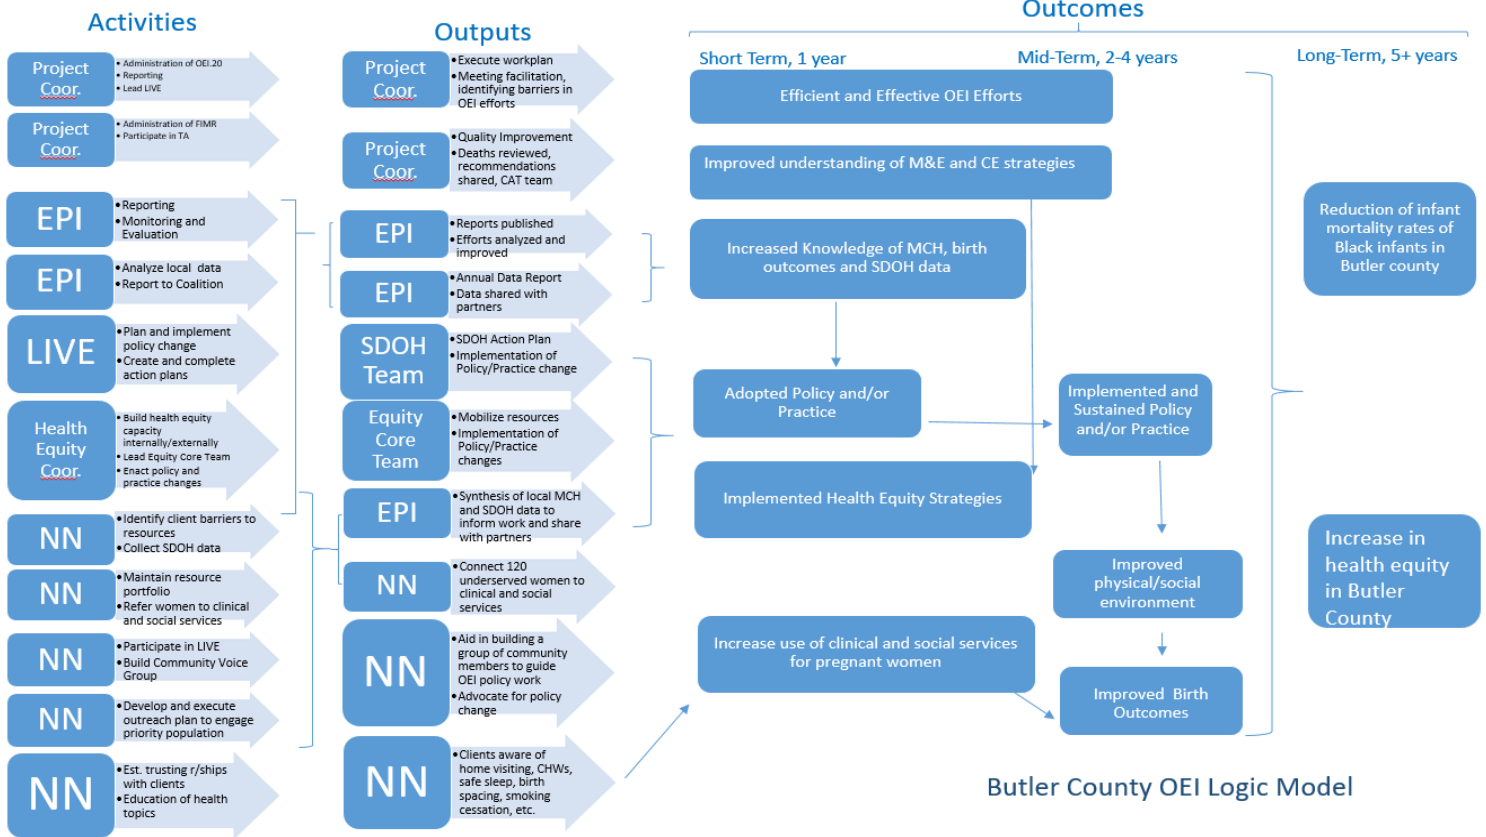 Activities
Project
Coor.
• Administration of OEI.20
• Reporting
• Lead LIVE
Project
Coor.
• Administration of FIMR
• Participate in TA
EPI
• Reporting
• Monitoring and
Evaluation
EPI
• Analyze local data
• Report to Coalition
LIVE
• Plan and implement
policy change
• Create and complete
action plans
Health
Equity
Coor.
• Build health equity
capacity
internally/externally
• Lead Equity Core Team
• Enact policy and
practice changes
NN
• Identify client barriers to
resources
• Collect SDOH data
NN
• Maintain resource
portfolio
• Refer women to clinical
and social services
NN
• Participate in LIVE
• Build Community Voice
Group
NN
• Develop and execute
outreach plan to engage
priority population
NN
• Est. trusting r/ships
with clients
• Education of health
topics
Outputs
Project
Coor.
• Execute workplan
• Meeting facilitation,
identifying barriers in
OEI efforts
Project
Coor.
• Quality Improvement
• Deaths reviewed,
recommendations
shared, CAT team
EPI
• Reports published
• Efforts analyzed and
improved
EPI
• Annual Data Report
• Data shared with
partners
SDOH
Team
• SDOH Action Plan
• Implementation of
Policy/Practice change
Equity
Core
Team
• Mobilize resources
• Implementation of
Policy/Practice
changes
EPI
• Synthesis of local MCH
and SDOH data to
inform work and share
with partners
NN
• Connect 120
underserved women to
clinical and social
services
NN
• Aid in building a
group of community
members to guide
OEI policy work
• Advocate for policy
change
NN
• Clients aware of
home visiting, CHWs,
safe sleep, birth
spacing, smoking
cessation, etc.
Outcomes
Short Term, 1 year
Mid-Term, 2-4 years
Long-Term, 5+ years
Efficient and Effective OEI Efforts
Improved understanding of M&E and CE strategies
Increased Knowledge of MCH, birth
outcomes and SDOH data
Adopted Policy and/or
Practice
Implemented Health Equity Strategies
Increase use of clinical and social services
for pregnant women
Implemented and
Sustained Policy
and/or Practice
Improved
physical/social
environment
Improved Birth
Outcomes
Reduction of infant
mortality rates of
Black infants in
Butler county
Increase in
health equity
in Butler
County
Butler County OEI Logic Model